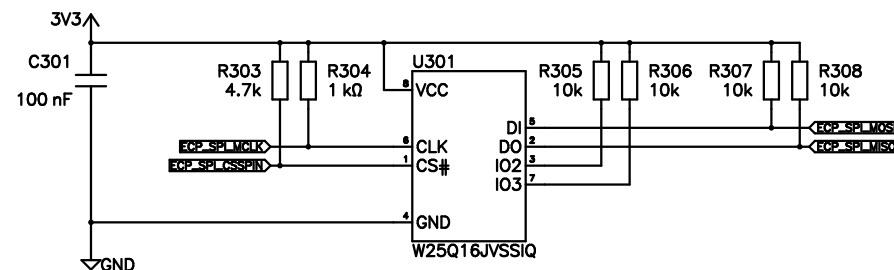 3V3
C301
100 nF
R303
4.7k
R304
1 kΩ
U301
R305
10k
R306
10k
R307
10k
R308
10k
8
VCC
DI
5
ECP_SPI_MOSI
ECP_SPI_MCLK
6
CLK
DO
2
ECP_SPI_MISO
ECP_SPI_CSSPIN
1
CS#
IO2
3
IO3
7
4
GND
W25Q16JVSSIQ
GND